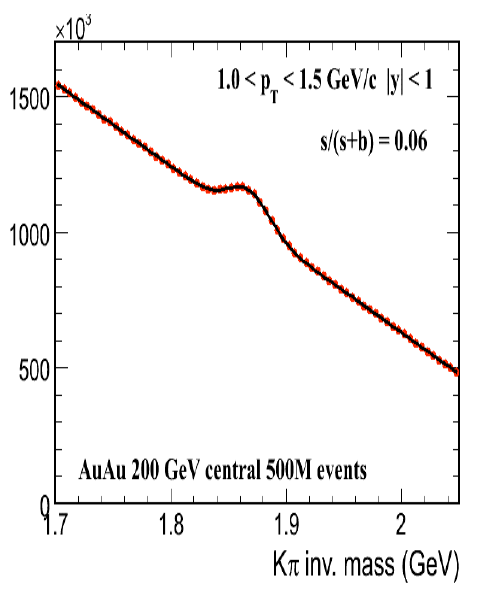 ×10³
1.0 < p_T < 1.5 GeV/c |y| < 1
1500
s/(s+b) = 0.06
1000
500
AuAu 200 GeV central 500M events
0
1.7 1.8 1.9 2
Kπ inv. mass (GeV)